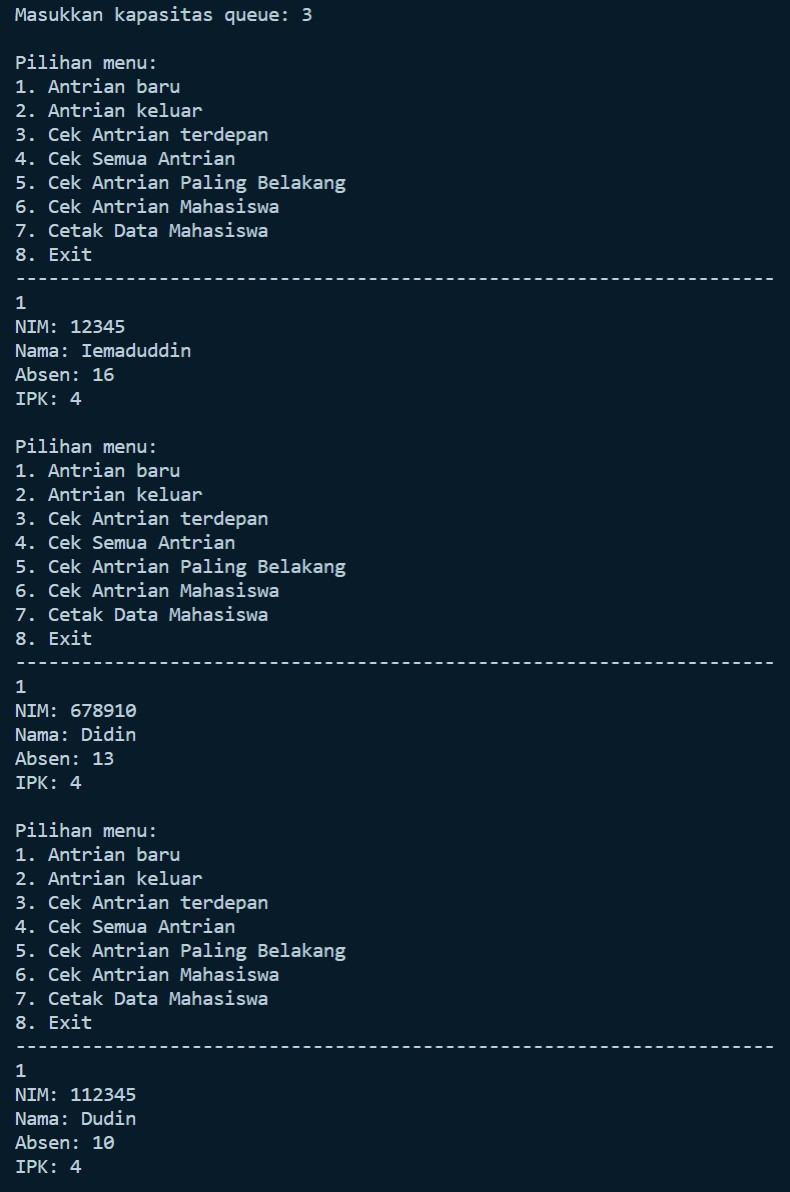 Masukkan kapasitas queue: 3
Pilihan menu:
1. Antrian baru
2. Antrian keluar
3. Cek Antrian terdepan
4. Cek Semua Antrian
5. Cek Antrian Paling Belakang
6. Cek Antrian Mahasiswa
7. Cetak Data Mahasiswa
8. Exit
---------------------------------------------------------------------
1
NIM: 12345
Nama: Iemaduddin
Absen: 16
IPK: 4
Pilihan menu:
1. Antrian baru
2. Antrian keluar
3. Cek Antrian terdepan
4. Cek Semua Antrian
5. Cek Antrian Paling Belakang
6. Cek Antrian Mahasiswa
7. Cetak Data Mahasiswa
8. Exit
---------------------------------------------------------------------
1
NIM: 678910
Nama: Didin
Absen: 13
IPK: 4
Pilihan menu:
1. Antrian baru
2. Antrian keluar
3. Cek Antrian terdepan
4. Cek Semua Antrian
5. Cek Antrian Paling Belakang
6. Cek Antrian Mahasiswa
7. Cetak Data Mahasiswa
8. Exit
---------------------------------------------------------------------
1
NIM: 112345
Nama: Dudin
Absen: 10
IPK: 4